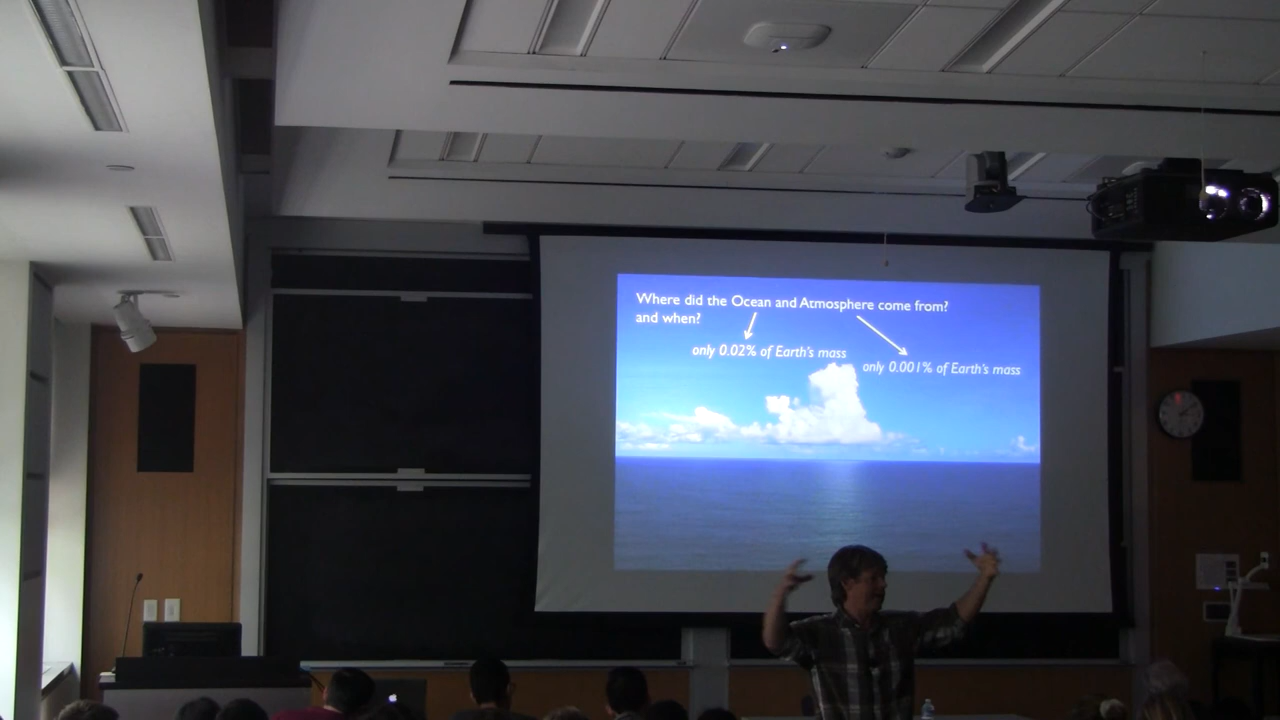 Where did the Ocean and Atmosphere come from?
and when?
only 0.02% of Earth's mass
only 0.001% of Earth's mass